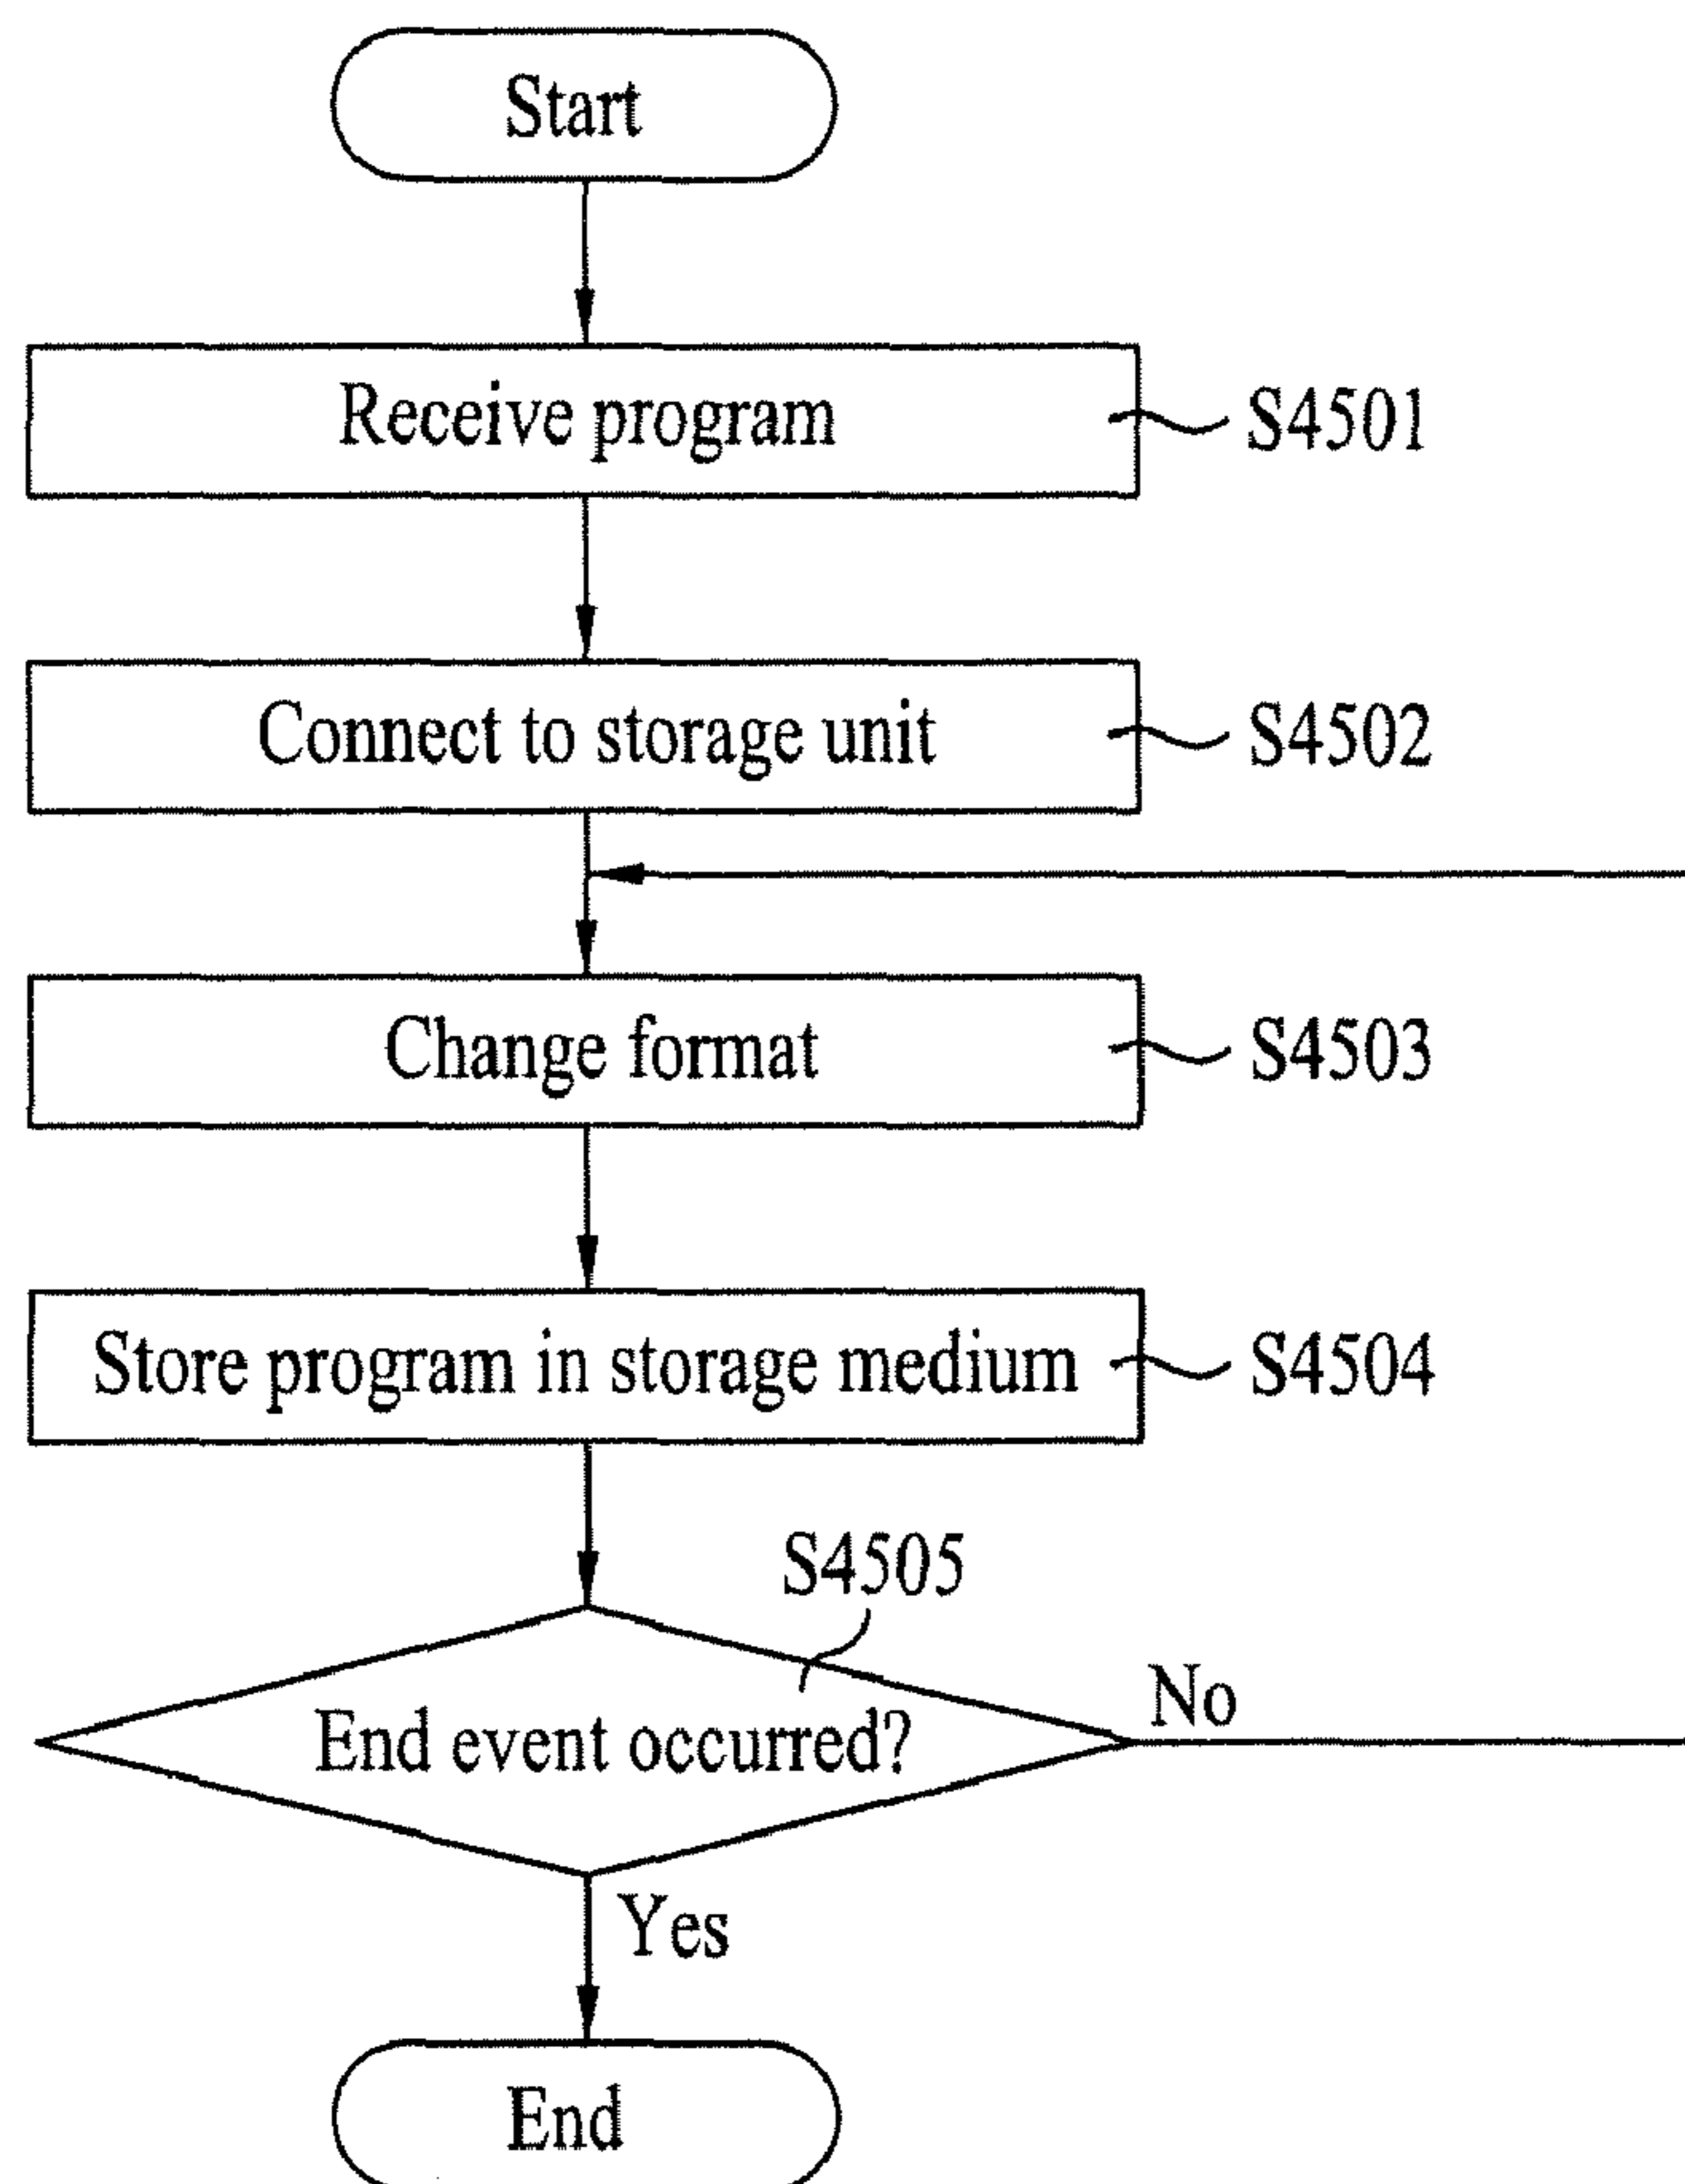 Start
Receive program
S4501
Connect to storage unit
S4502
Change format
S4503
Store program in storage medium
S4504
S4505
End event occurred?
No
Yes
End